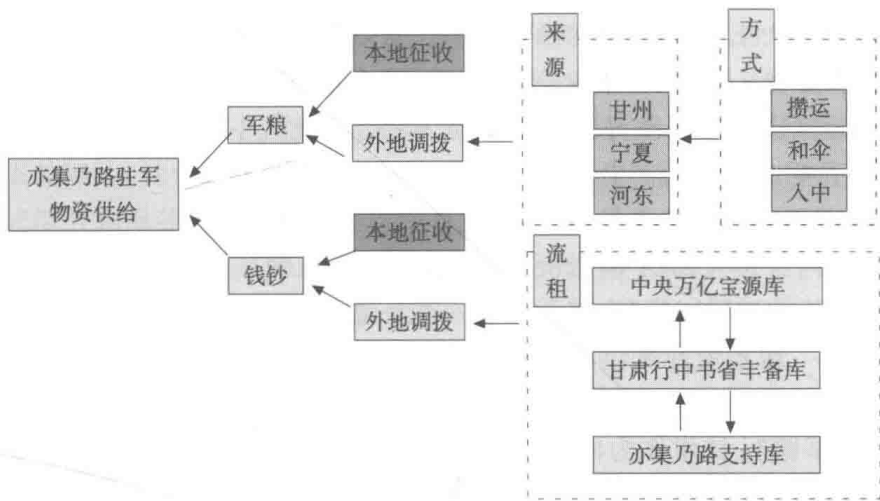 亦集乃路驻军
物资供给
军粮
钱钞
本地征收
外地调拨
本地征收
外地调拨
来
源
甘州
宁夏
河东
方
式
攒运
和伞
入中
流
租
中央万亿宝源库
甘肃行中书省丰备库
亦集乃路支持库